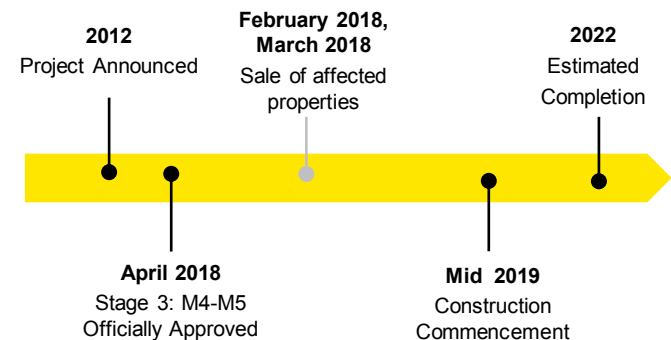 2012
Project Announced
February 2018,
March 2018
Sale of affected
properties
2022
Estimated
Completion
April 2018
Stage 3: M4-M5
Officially Approved
Mid 2019
Construction
Commencement